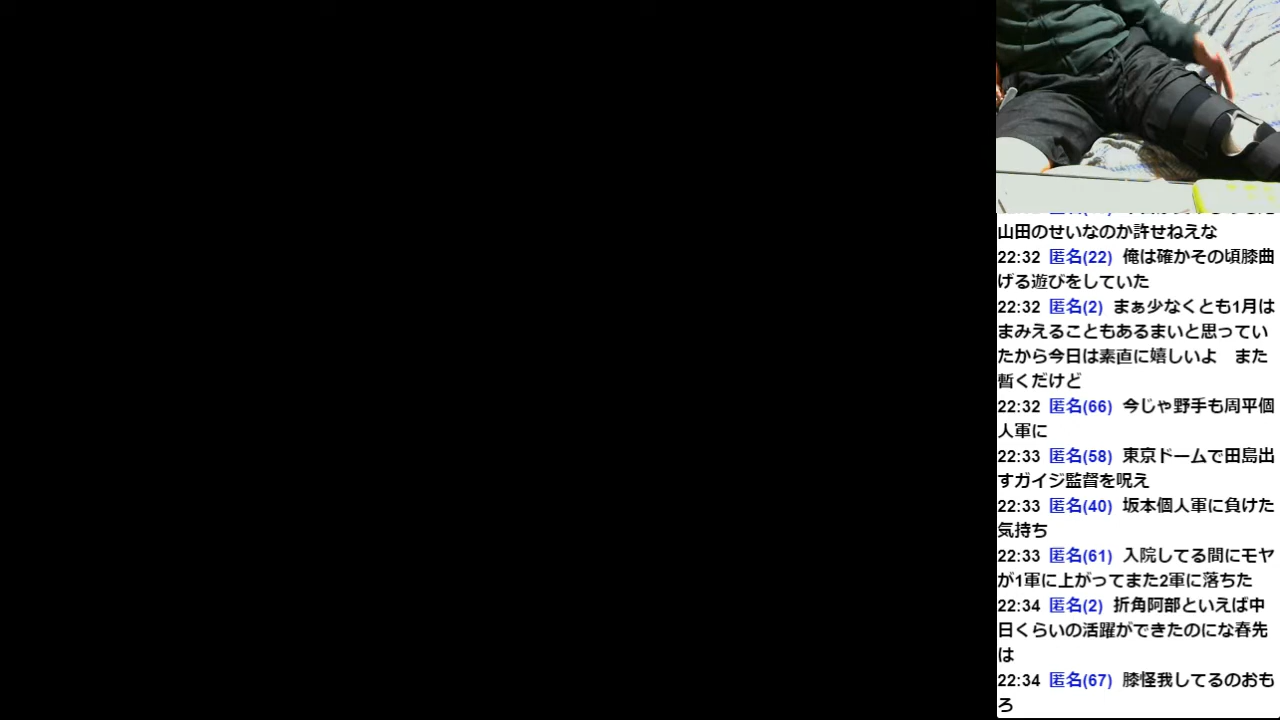 山田のせいなのか許せねえな
22:32 匿名(22) 俺は確かその頃膝曲
げる遊びをしていた
22:32 匿名(2) まぁ少なくとも1月は
まみえることもあるまいと思ってい
たから今日は素直に嬉しいよ　また
暫くだけど
22:32 匿名(66) 今じゃ野手も周平個
人軍に
22:33 匿名(58) 東京ドームで田島出
すガイジ監督を呪え
22:33 匿名(40) 坂本個人軍に負けた
気持ち
22:33 匿名(61) 入院してる間にモヤ
が1軍に上がってまた2軍に落ちた
22:34 匿名(2) 折角阿部といえば中
日くらいの活躍ができたのにな春先
は
22:34 匿名(67) 膝怪我してるのおも
ろ